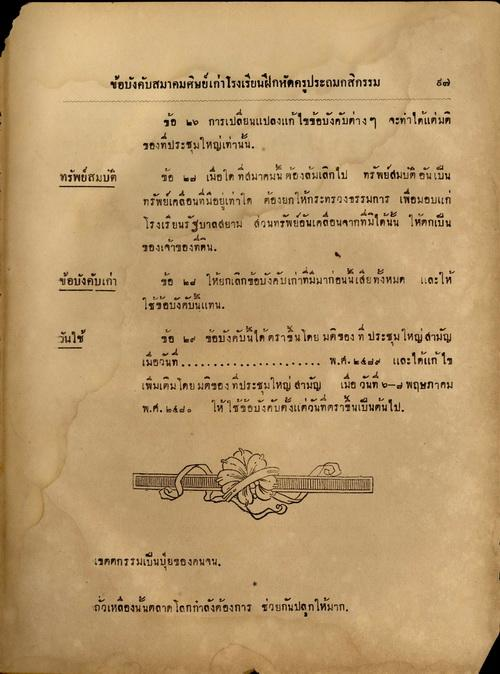 ข้อบังคับสมาคมศิษย์เก่าโรงเรียนฝึกหัดครูประถมกสิกรรม ๙๗
ข้อ ๒๖ การเปลี่ยนแปลงแก้ไขข้อบังคับต่างๆ จะทำได้แต่มติ
ของที่ประชุมใหญ่เท่านั้น.
ทรัพย์สมบัติ ข้อ ๒๗ เมื่อใดที่สมาคมนี้ต้องล้มเลิกไป ทรัพย์สมบัติอันเป็น
ทรัพย์เคลื่อนที่มีอยู่เท่าใด ต้องยกให้กระทรวงธรรมการ เพื่อมอบแก่
โรงเรียนรัฐบาลสยาม ส่วนทรัพย์อันเคลื่อนจากที่มิได้นั้น ให้ตกเป็น
ของเจ้าของที่ดิน.
ข้อบังคับเก่า ข้อ ๒๘ ให้ยกเลิกข้อบังคับเก่าที่มีมาก่อนนี้เสียทั้งหมด และให้
ใช้ข้อบังคับนี้แทน.
วันใช้ ข้อ ๒๙ ข้อบังคับนี้ได้ตราขึ้นโดยมติของที่ประชุมใหญ่สามัญ
เมื่อวันที่..................... พ.ศ.๒๔๗๙ และได้แก้ไข
เพิ่มเติมโดยมติของที่ประชุมใหญ่สามัญ เมื่อวันที่ ๖-๗ พฤษภาคม
พ.ศ.๒๔๘๐ ให้ใช้ข้อบังคับตั้งแต่วันที่ตราขึ้นเป็นต้นไป.
เขตตกรรมเป็นปุ๋ยของคนจน.
*
ถั่วเหลืองนั้นตลาดโลกกำลังต้องการ ช่วยกันปลูกให้มาก.